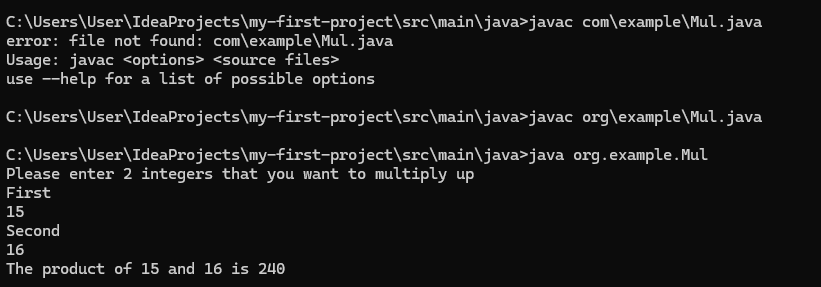 C:\Users\User\IdeaProjects\my-first-project\src\main\java>javac com\example\Mul.java
error: file not found: com\example\Mul.java
Usage: javac <options> <source files>
use --help for a list of possible options
C:\Users\User\IdeaProjects\my-first-project\src\main\java>javac org\example\Mul.java
C:\Users\User\IdeaProjects\my-first-project\src\main\java>java org.example.Mul
Please enter 2 integers that you want to multiply up
First
15
Second
16
The product of 15 and 16 is 240